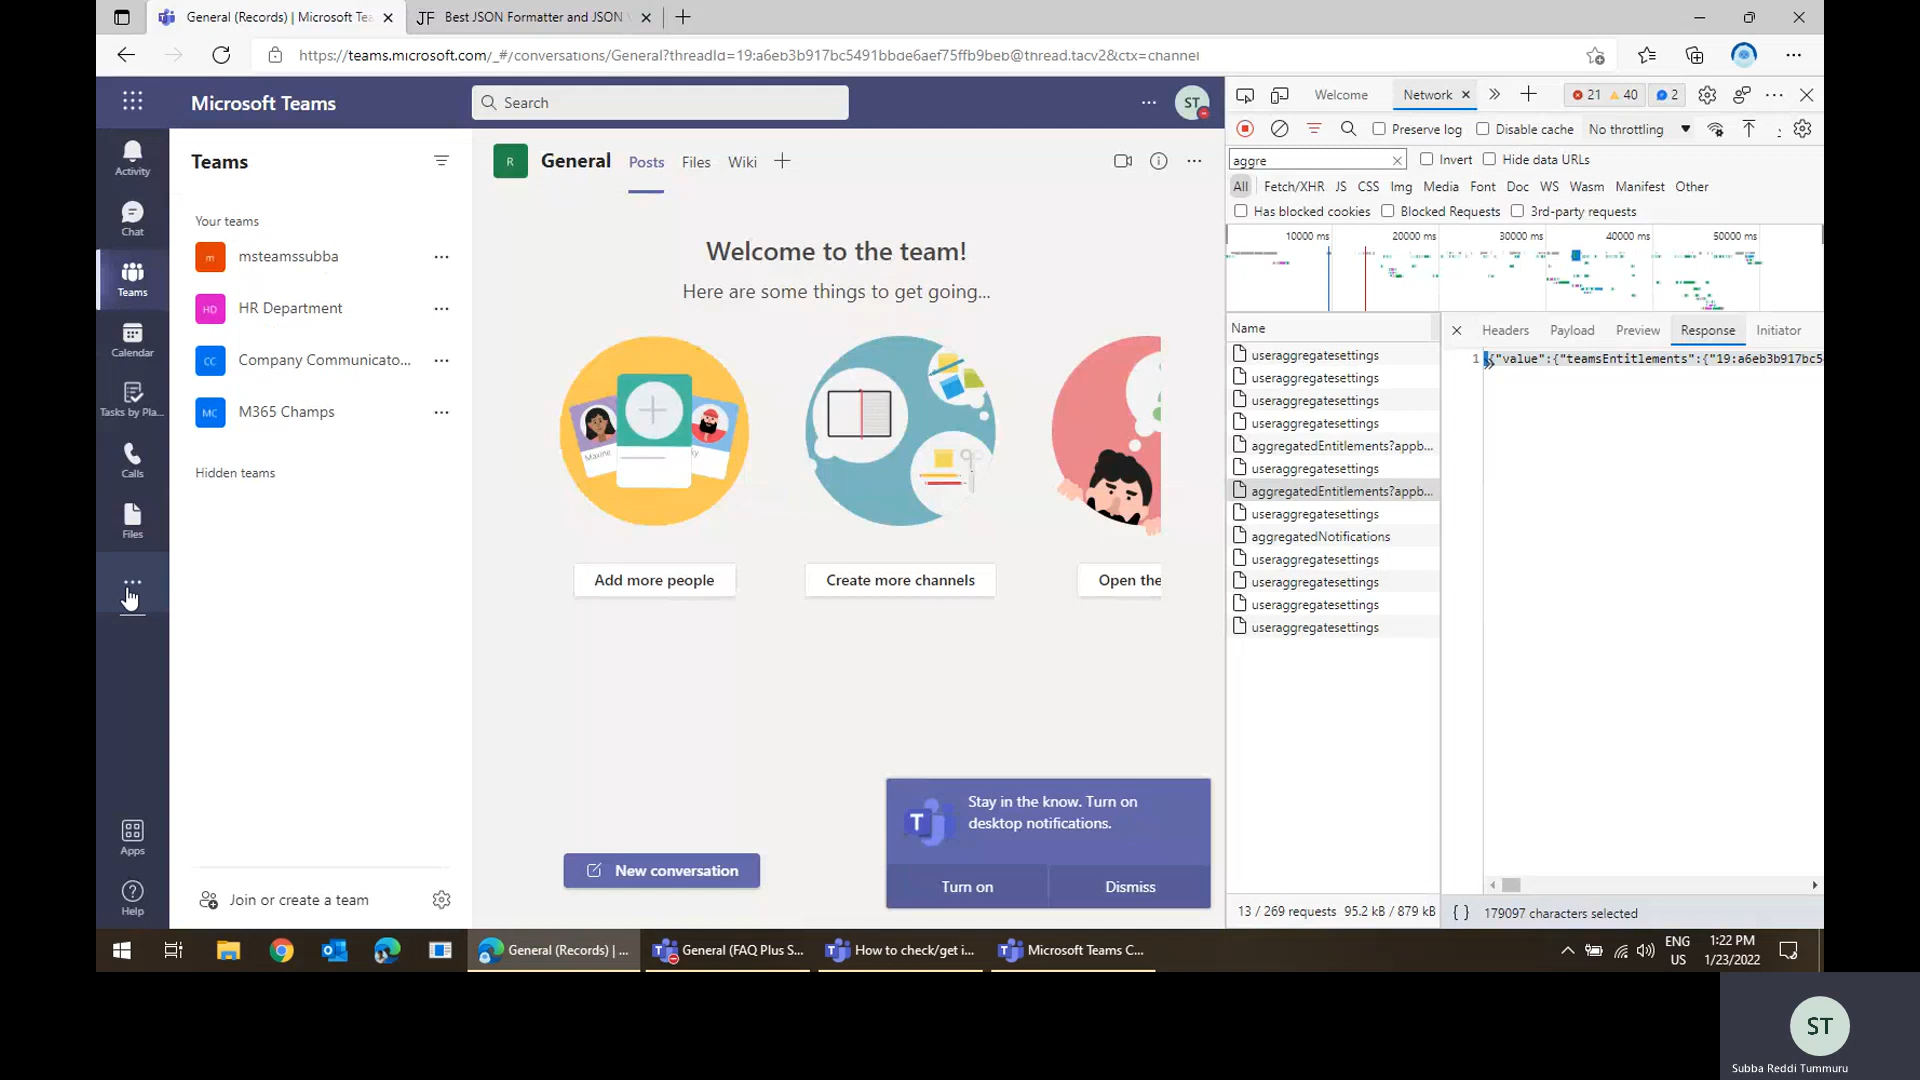 General (Records) | Microsoft Tea
JF Best JSON Formatter and JSON V
https://teams.microsoft.com/_#/conversations/General?threadId=19:a6eb3b917bc5491bbde6aef75ffb9beb@thread.tacv2&ctx=channel
Microsoft Teams
Search
ST
Activity
Chat
Teams
Calendar
Tasks by Pla...
Calls
Files
Apps
Help
Teams
Your teams
m msteamssubba
HD HR Department
CC Company Communicato...
MC M365 Champs
Hidden teams
Join or create a team
R General Posts Files Wiki
Welcome to the team!
Here are some things to get going...
Maxine
Add more people
Create more channels
Open the
New conversation
T
Stay in the know. Turn on
desktop notifications.
Turn on
Dismiss
Welcome Network 21 40 2
Preserve log Disable cache No throttling
aggre Invert Hide data URLs
All Fetch/XHR JS CSS Img Media Font Doc WS Wasm Manifest Other
Has blocked cookies Blocked Requests 3rd-party requests
10000 ms 20000 ms 30000 ms 40000 ms 50000 ms
Name
useraggregatesettings
useraggregatesettings
useraggregatesettings
useraggregatesettings
aggregatedEntitlements?appb...
useraggregatesettings
aggregatedEntitlements?appb...
useraggregatesettings
aggregatedNotifications
useraggregatesettings
useraggregatesettings
useraggregatesettings
useraggregatesettings
Headers Payload Preview Response Initiator
1 {"value":{"teamsEntitlements":{"19:a6eb3b917bc5
13 / 269 requests 95.2 kB / 879 kB
{ } 179097 characters selected
General (Records) | ...
General (FAQ Plus S...
How to check/get i...
Microsoft Teams C...
ENG
US
1:22 PM
1/23/2022
ST
Subba Reddi Tummuru